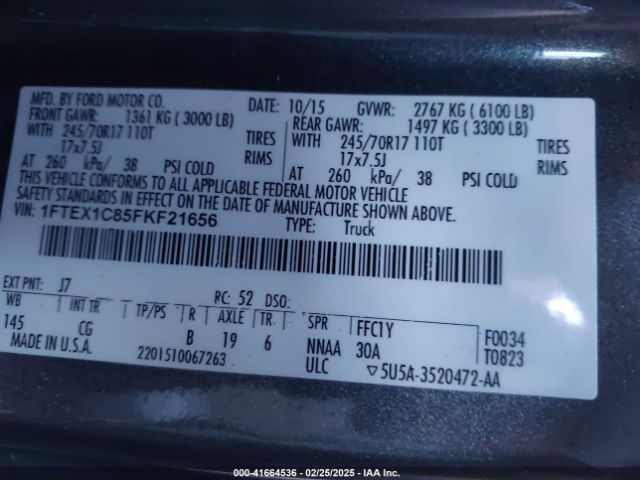 MFD. BY FORD MOTOR CO. DATE: 10/15 GVWR: 2767 KG ( 6100 LB)
FRONT GAWR: 1361 KG ( 3000 LB) REAR GAWR: 1497 KG ( 3300 LB)
WITH 245/70R17 110T TIRES WITH 245/70R17 110T TIRES
17x7.5J RIMS 17x7.5J RIMS
AT 260 kPa/ 38 PSI COLD AT 260 kPa/ 38 PSI COLD
THIS VEHICLE CONFORMS TO ALL APPLICABLE FEDERAL MOTOR VEHICLE
SAFETY STANDARDS IN EFFECT ON THE DATE OF MANUFACTURE SHOWN ABOVE.
VIN: 1FTEX1C85FKF21656 TYPE: Truck
EXT PNT: J7 RC: 52 DSO:
WB INT TR TP/PS R AXLE TR SPR FFC1Y F0034
145 CG B 19 6 NNAA 30A T0823
MADE IN U.S.A. 2201510067263 ULC ▽5U5A-3520472-AA
© 41664536 - 02/25/2025 - IAA Inc.